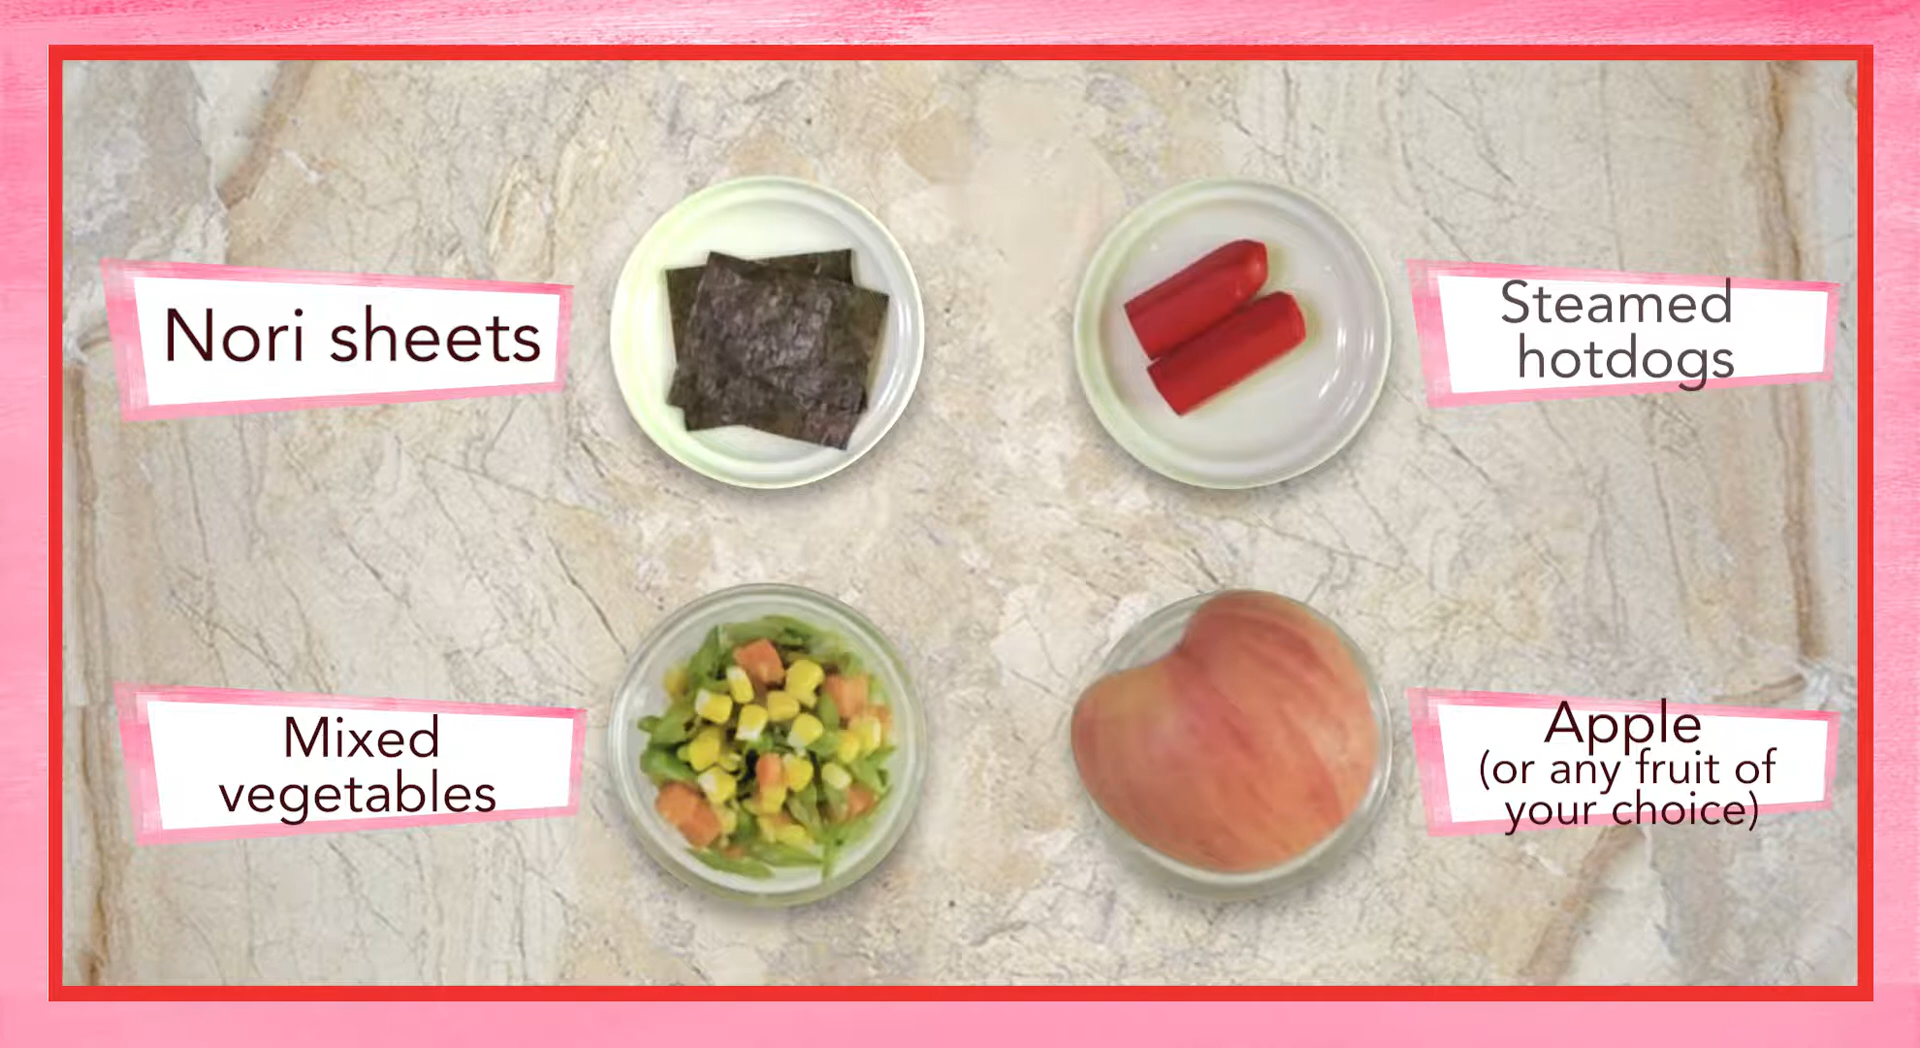 Nori sheets
Steamed
hotdogs
Mixed
vegetables
Apple
(or any fruit of
your choice)